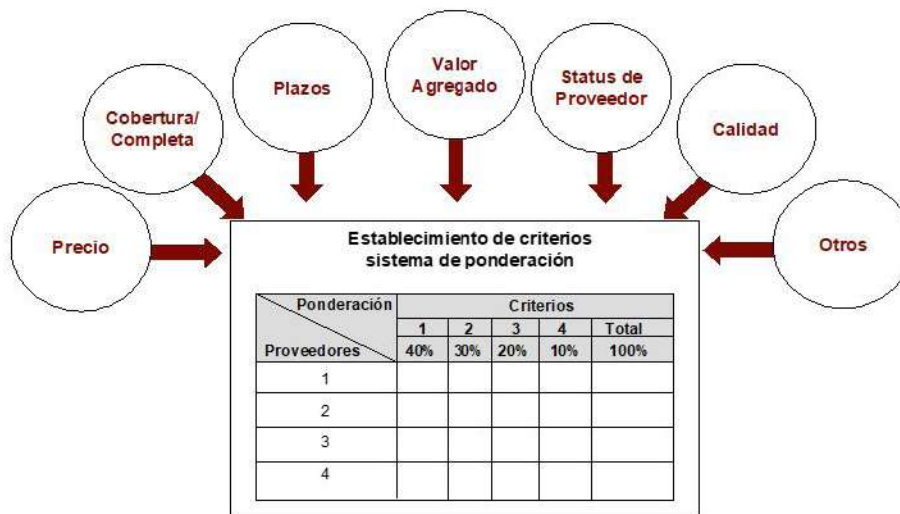 Precio
Cobertura/
Completa
Plazos
Valor
Agregado
Status de
Proveedor
Calidad
Otros
Establecimiento de criterios
sistema de ponderación
Ponderación
Proveedores
Criterios
1 2 3 4 Total
40% 30% 20% 10% 100%
1
2
3
4